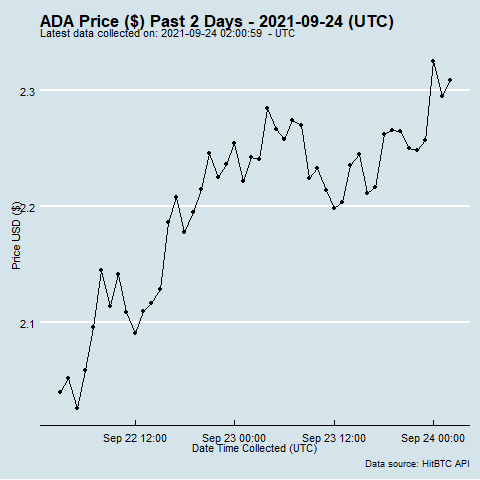 ADA Price ($) Past 2 Days - 2021-09-24 (UTC)
Latest data collected on: 2021-09-24 02:00:59 - UTC
Price USD ($)
2.3
2.2
2.1
Sep 22 12:00
Sep 23 00:00
Sep 23 12:00
Sep 24 00:00
Date Time Collected (UTC)
Data source: HitBTC API